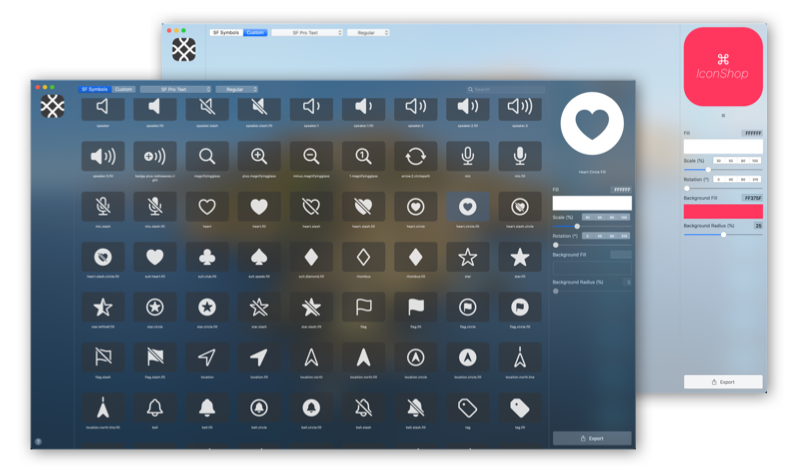 SF Symbols Custom SF Pro Text Regular
⌘
IconShop
Fill FFFFFF
Scale (%)
Rotation (°)
Background Fill FF375F
Background Radius (%) 25
Export
SF Symbols Custom SF Pro Text Regular Search
speaker speaker.fill speaker.slash speaker.slash.fill speaker.1 speaker.1.fill speaker.2 speaker.2.fill speaker.3
speaker.3.fill magnifyingglass plus.magnifyingglass minus.magnifyingglass 1.magnifyingglass mic mic.fill
mic.slash mic.slash.fill heart heart.fill heart.slash heart.slash.fill heart.circle heart.circle.fill heart.slash.circle
heart.slash.circle.fill suit.heart.fill suit.club.fill suit.spade.fill suit.diamond.fill rhombus rhombus.fill star star.fill
star.lefthalf.fill star.circle star.circle.fill star.slash star.slash.fill flag flag.fill flag.circle flag.circle.fill
flag.slash flag.slash.fill location location.fill location.north location.north.fill location.circle location.circle.fill location.north.line
location.north.line.fill bell bell.fill bell.circle bell.circle.fill bell.slash bell.slash.fill tag tag.fill
Heart Circle Fill
Fill FFFFFF
Scale (%)
Rotation (°)
Background Fill
Background Radius (%)
Export